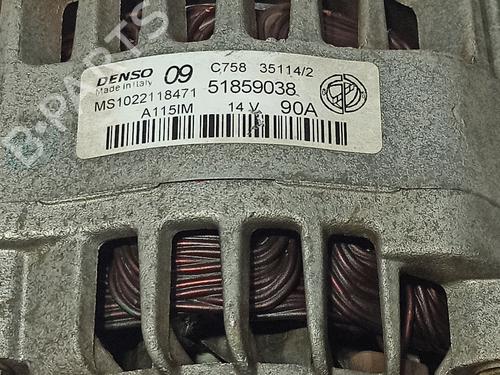 DENSO 09 C758 35114/2
Made in Italy
MS1022118471 51859038
A115IM 14 V 90A
B-PARTS